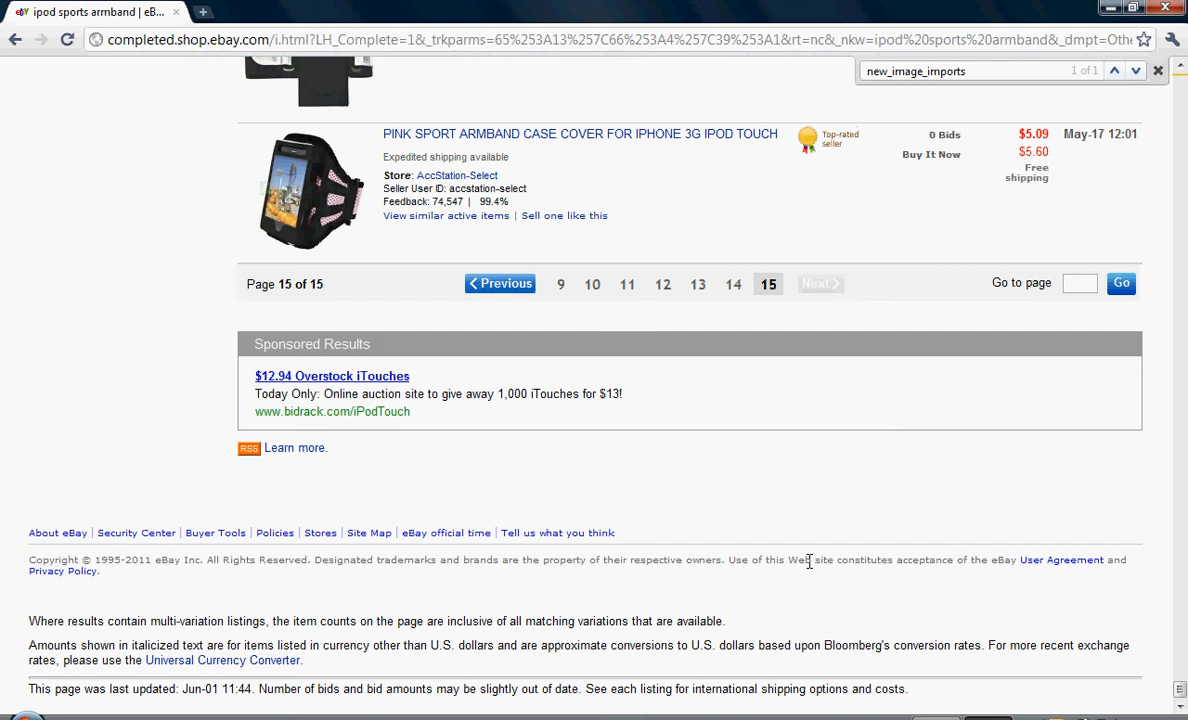 ipod sports armband | eB...
completed.shop.ebay.com/i.html?LH_Complete=1&_trkparms=65%253A13%257C66%253A4%257C39%253A1&rt=nc&_nkw=ipod%20sports%20armband&_dmpt=Othe
new_image_imports 1 of 1
PINK SPORT ARMBAND CASE COVER FOR IPHONE 3G IPOD TOUCH
Top-rated seller
0 Bids $5.09 May-17 12:01
Buy It Now $5.60
Expedited shipping available
Free shipping
Store: AccStation-Select
Seller User ID: accstation-select
Feedback: 74,547 | 99.4%
View similar active items | Sell one like this
Page 15 of 15 Previous 9 10 11 12 13 14 15 Next Go to page Go
Sponsored Results
$12.94 Overstock iTouches
Today Only: Online auction site to give away 1,000 iTouches for $13!
www.bidrack.com/iPodTouch
RSS Learn more.
About eBay | Security Center | Buyer Tools | Policies | Stores | Site Map | eBay official time | Tell us what you think
Copyright © 1995-2011 eBay Inc. All Rights Reserved. Designated trademarks and brands are the property of their respective owners. Use of this Web site constitutes acceptance of the eBay User Agreement and
Privacy Policy.
Where results contain multi-variation listings, the item counts on the page are inclusive of all matching variations that are available.
Amounts shown in italicized text are for items listed in currency other than U.S. dollars and are approximate conversions to U.S. dollars based upon Bloomberg's conversion rates. For more recent exchange
rates, please use the Universal Currency Converter.
This page was last updated: Jun-01 11:44. Number of bids and bid amounts may be slightly out of date. See each listing for international shipping options and costs.